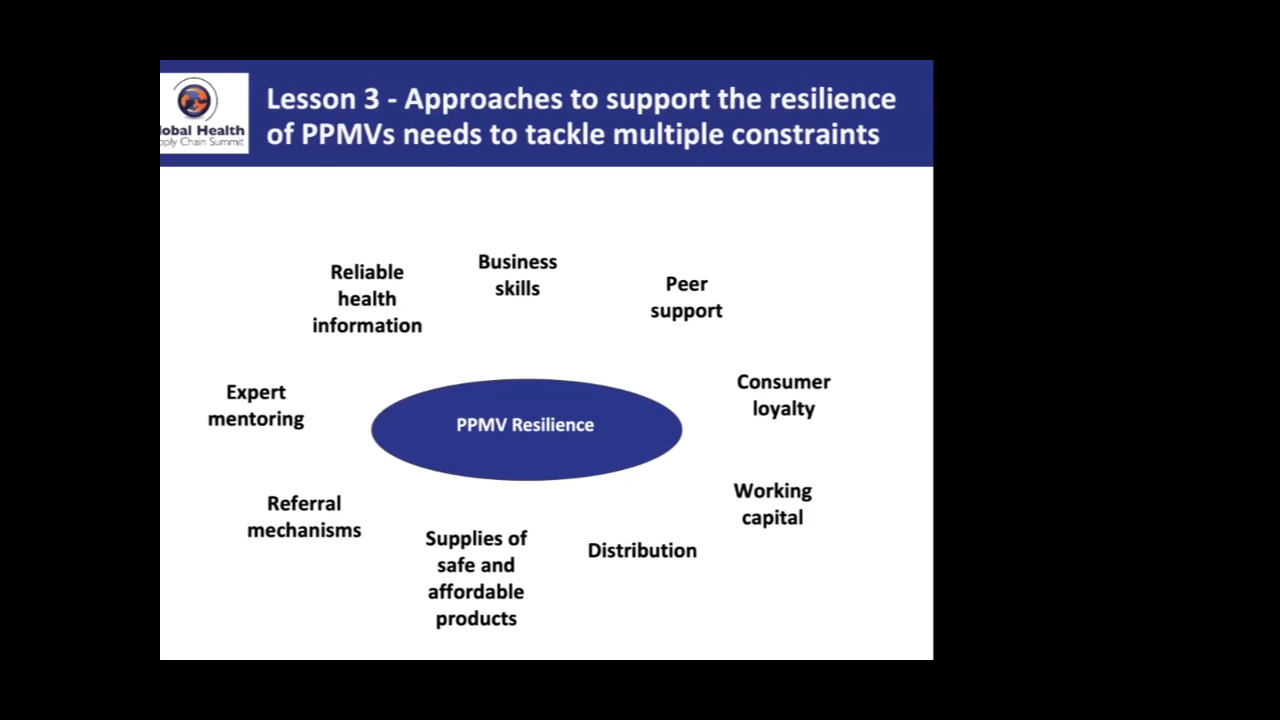 lobal Health
pply Chain Summit
Lesson 3 - Approaches to support the resilience
of PPMVs needs to tackle multiple constraints
Reliable
health
information
Business
skills
Peer
support
Expert
mentoring
PPMV Resilience
Consumer
loyalty
Referral
mechanisms
Supplies of
safe and
affordable
products
Distribution
Working
capital